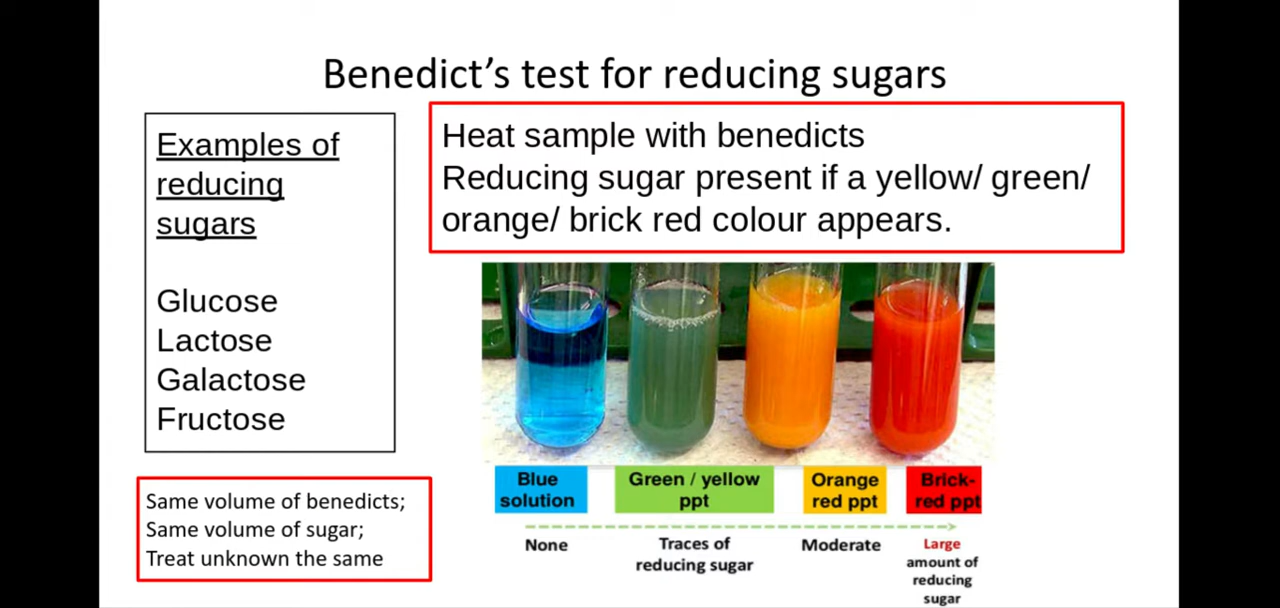 Benedict's test for reducing sugars
Examples of
reducing
sugars
Glucose
Lactose
Galactose
Fructose
Heat sample with benedicts
Reducing sugar present if a yellow/ green/
orange/ brick red colour appears.
Same volume of benedicts;
Same volume of sugar;
Treat unknown the same
Blue
solution
Green / yellow
ppt
Orange
red ppt
Brick-
red ppt
None
Traces of
reducing sugar
Moderate
Large
amount of
reducing
sugar